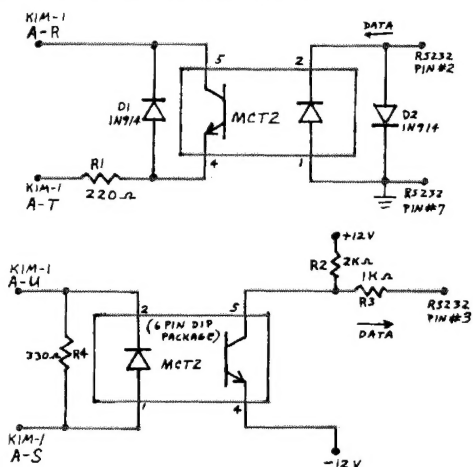 KIM-1
A-R
5
2
DATA
RS232
PIN #2
D1
1N914
MCT2
D2
1N914
R1
220Ω
4
1
KIM-1
A-T
RS232
PIN #7
KIM-1
A-U
+12V
R2
2KΩ
1KΩ
R3
RS232
PIN #3
DATA
2
5
(6 PIN DIP
PACKAGE)
330Ω
R4
MCT2
1
4
KIM-1
A-S
-12V